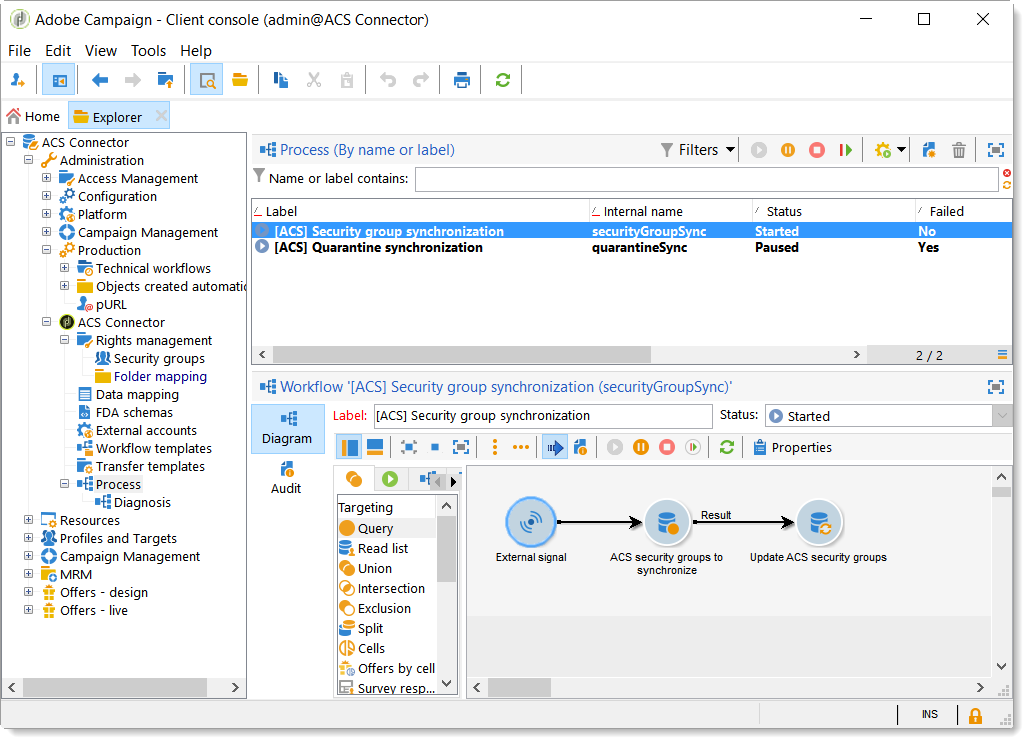 Adobe Campaign - Client console (admin@ACS Connector)
File Edit View Tools Help
Home Explorer
ACS Connector
Administration
Access Management
Configuration
Platform
Campaign Management
Production
Technical workflows
Objects created automatic
pURL
ACS Connector
Rights management
Security groups
Folder mapping
Data mapping
FDA schemas
External accounts
Workflow templates
Transfer templates
Process
Diagnosis
Resources
Profiles and Targets
Campaign Management
MRM
Offers - design
Offers - live
Process (By name or label)
Filters
Name or label contains:
Label Internal name Status Failed
[ACS] Security group synchronization securityGroupSync Started No
[ACS] Quarantine synchronization quarantineSync Paused Yes
2 / 2
Workflow '[ACS] Security group synchronization (securityGroupSync)'
Diagram
Audit
Label: [ACS] Security group synchronization Status: Started
Properties
Targeting
Query
Read list
Union
Intersection
Exclusion
Split
Cells
Offers by cell
Survey resp...
Result
External signal
ACS security groups to
synchronize
Update ACS security groups
INS